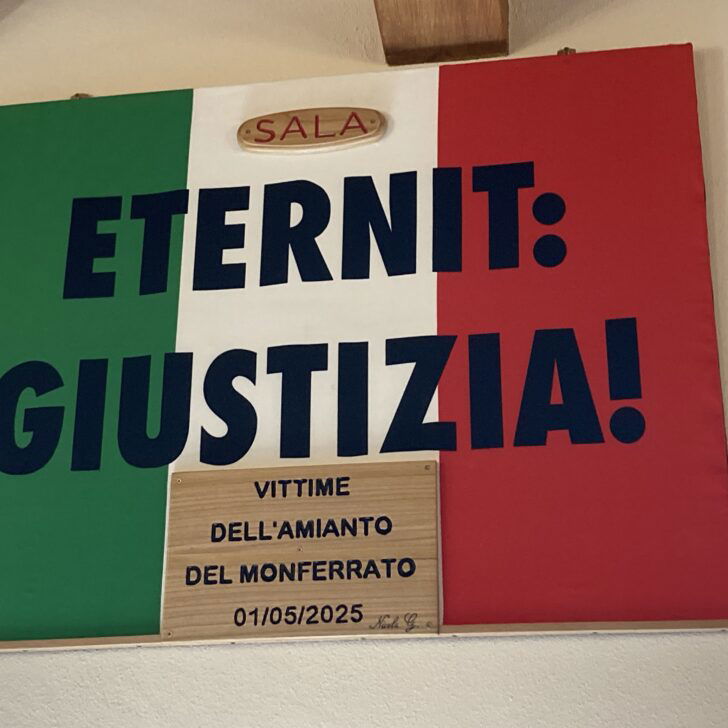 SALA
ETERNIT:
GIUSTIZIA!
VITTIME
DELL'AMIANTO
DEL MONFERRATO
01/05/2025